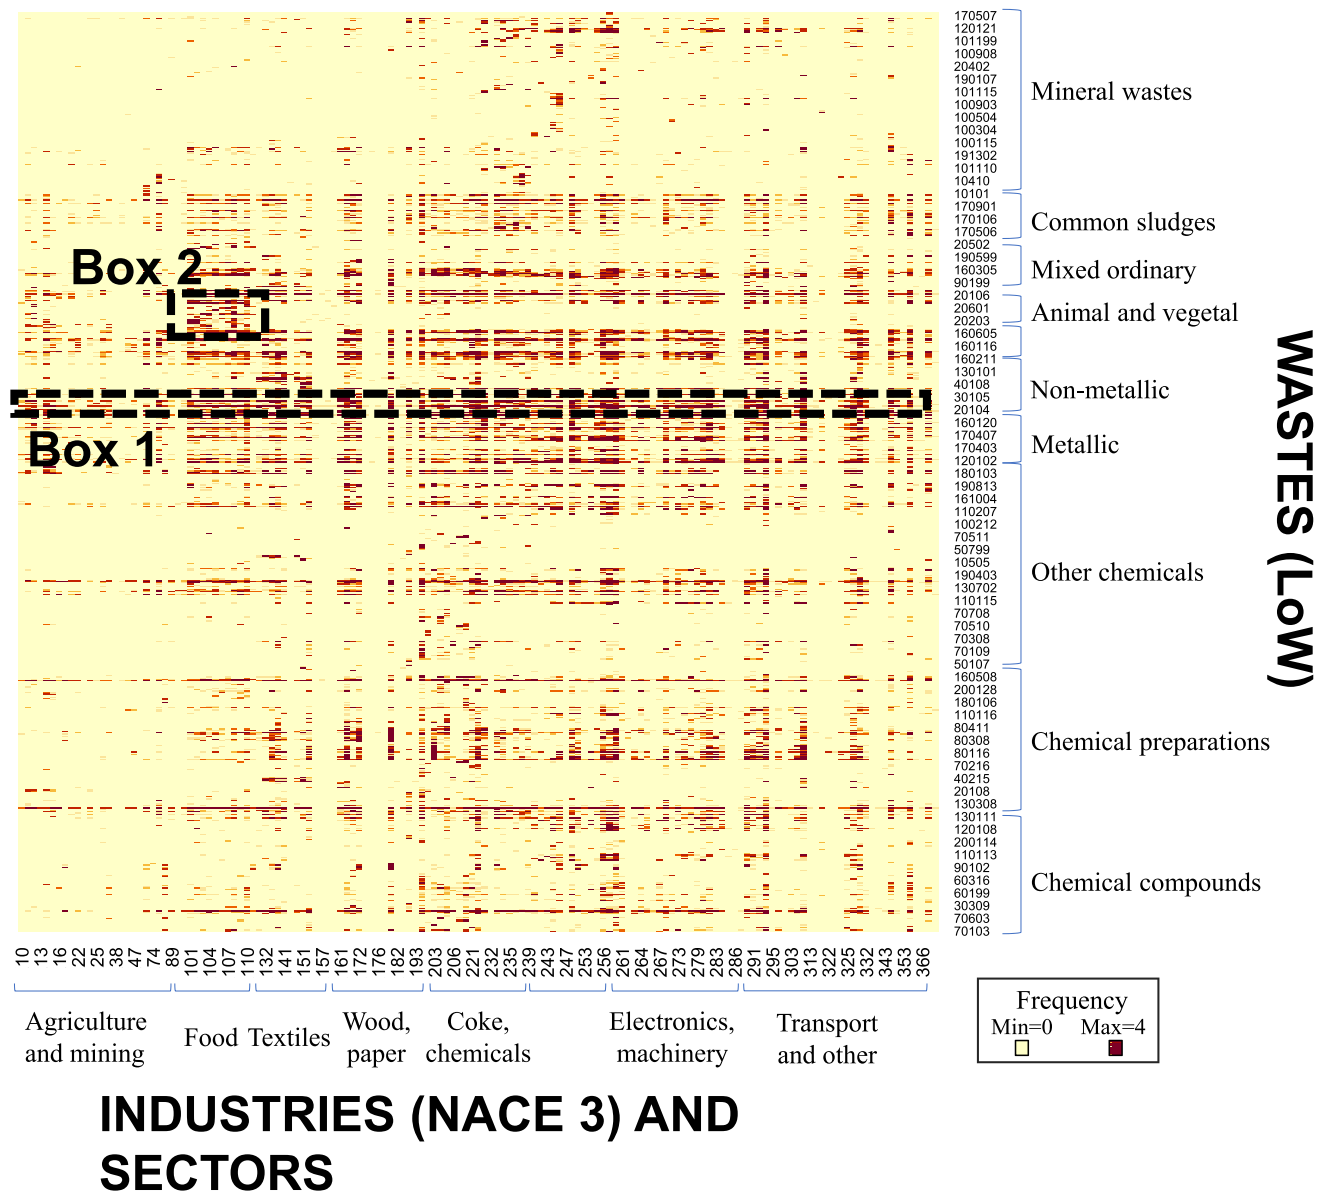 170507
120121
101199
100908
20402
190107
101115
100903
100504
100304
100115
191302
101110
10410
10101
170901
170106
170506
20502
190599
160305
90199
20106
20601
20203
160605
160116
160211
130101
40108
30105
20104
160120
170407
170403
120102
180103
190813
161004
110207
100212
70511
50799
10505
190403
130702
110115
70708
70510
70308
70109
50107
160508
200128
180106
110116
80411
80308
80116
70216
40215
20108
130308
130111
120108
200114
110113
90102
60316
60199
30309
70603
70103
Mineral wastes
Common sludges
Mixed ordinary
Animal and vegetal
Non-metallic
Metallic
Other chemicals
Chemical preparations
Chemical compounds
WASTES (LoW)
Box 2
Box 1
10 13 16 22 25 38 47 74 89 101 104 107 110 132 141 151 157 161 172 176 182 193 203 206 221 232 235 239 243 247 253 256 261 264 267 273 279 283 286 291 295 303 313 322 325 332 343 353 366
Agriculture
and mining
Food
Textiles
Wood,
paper
Coke,
chemicals
Electronics,
machinery
Transport
and other
Frequency
Min=0 Max=4
INDUSTRIES (NACE 3) AND
SECTORS